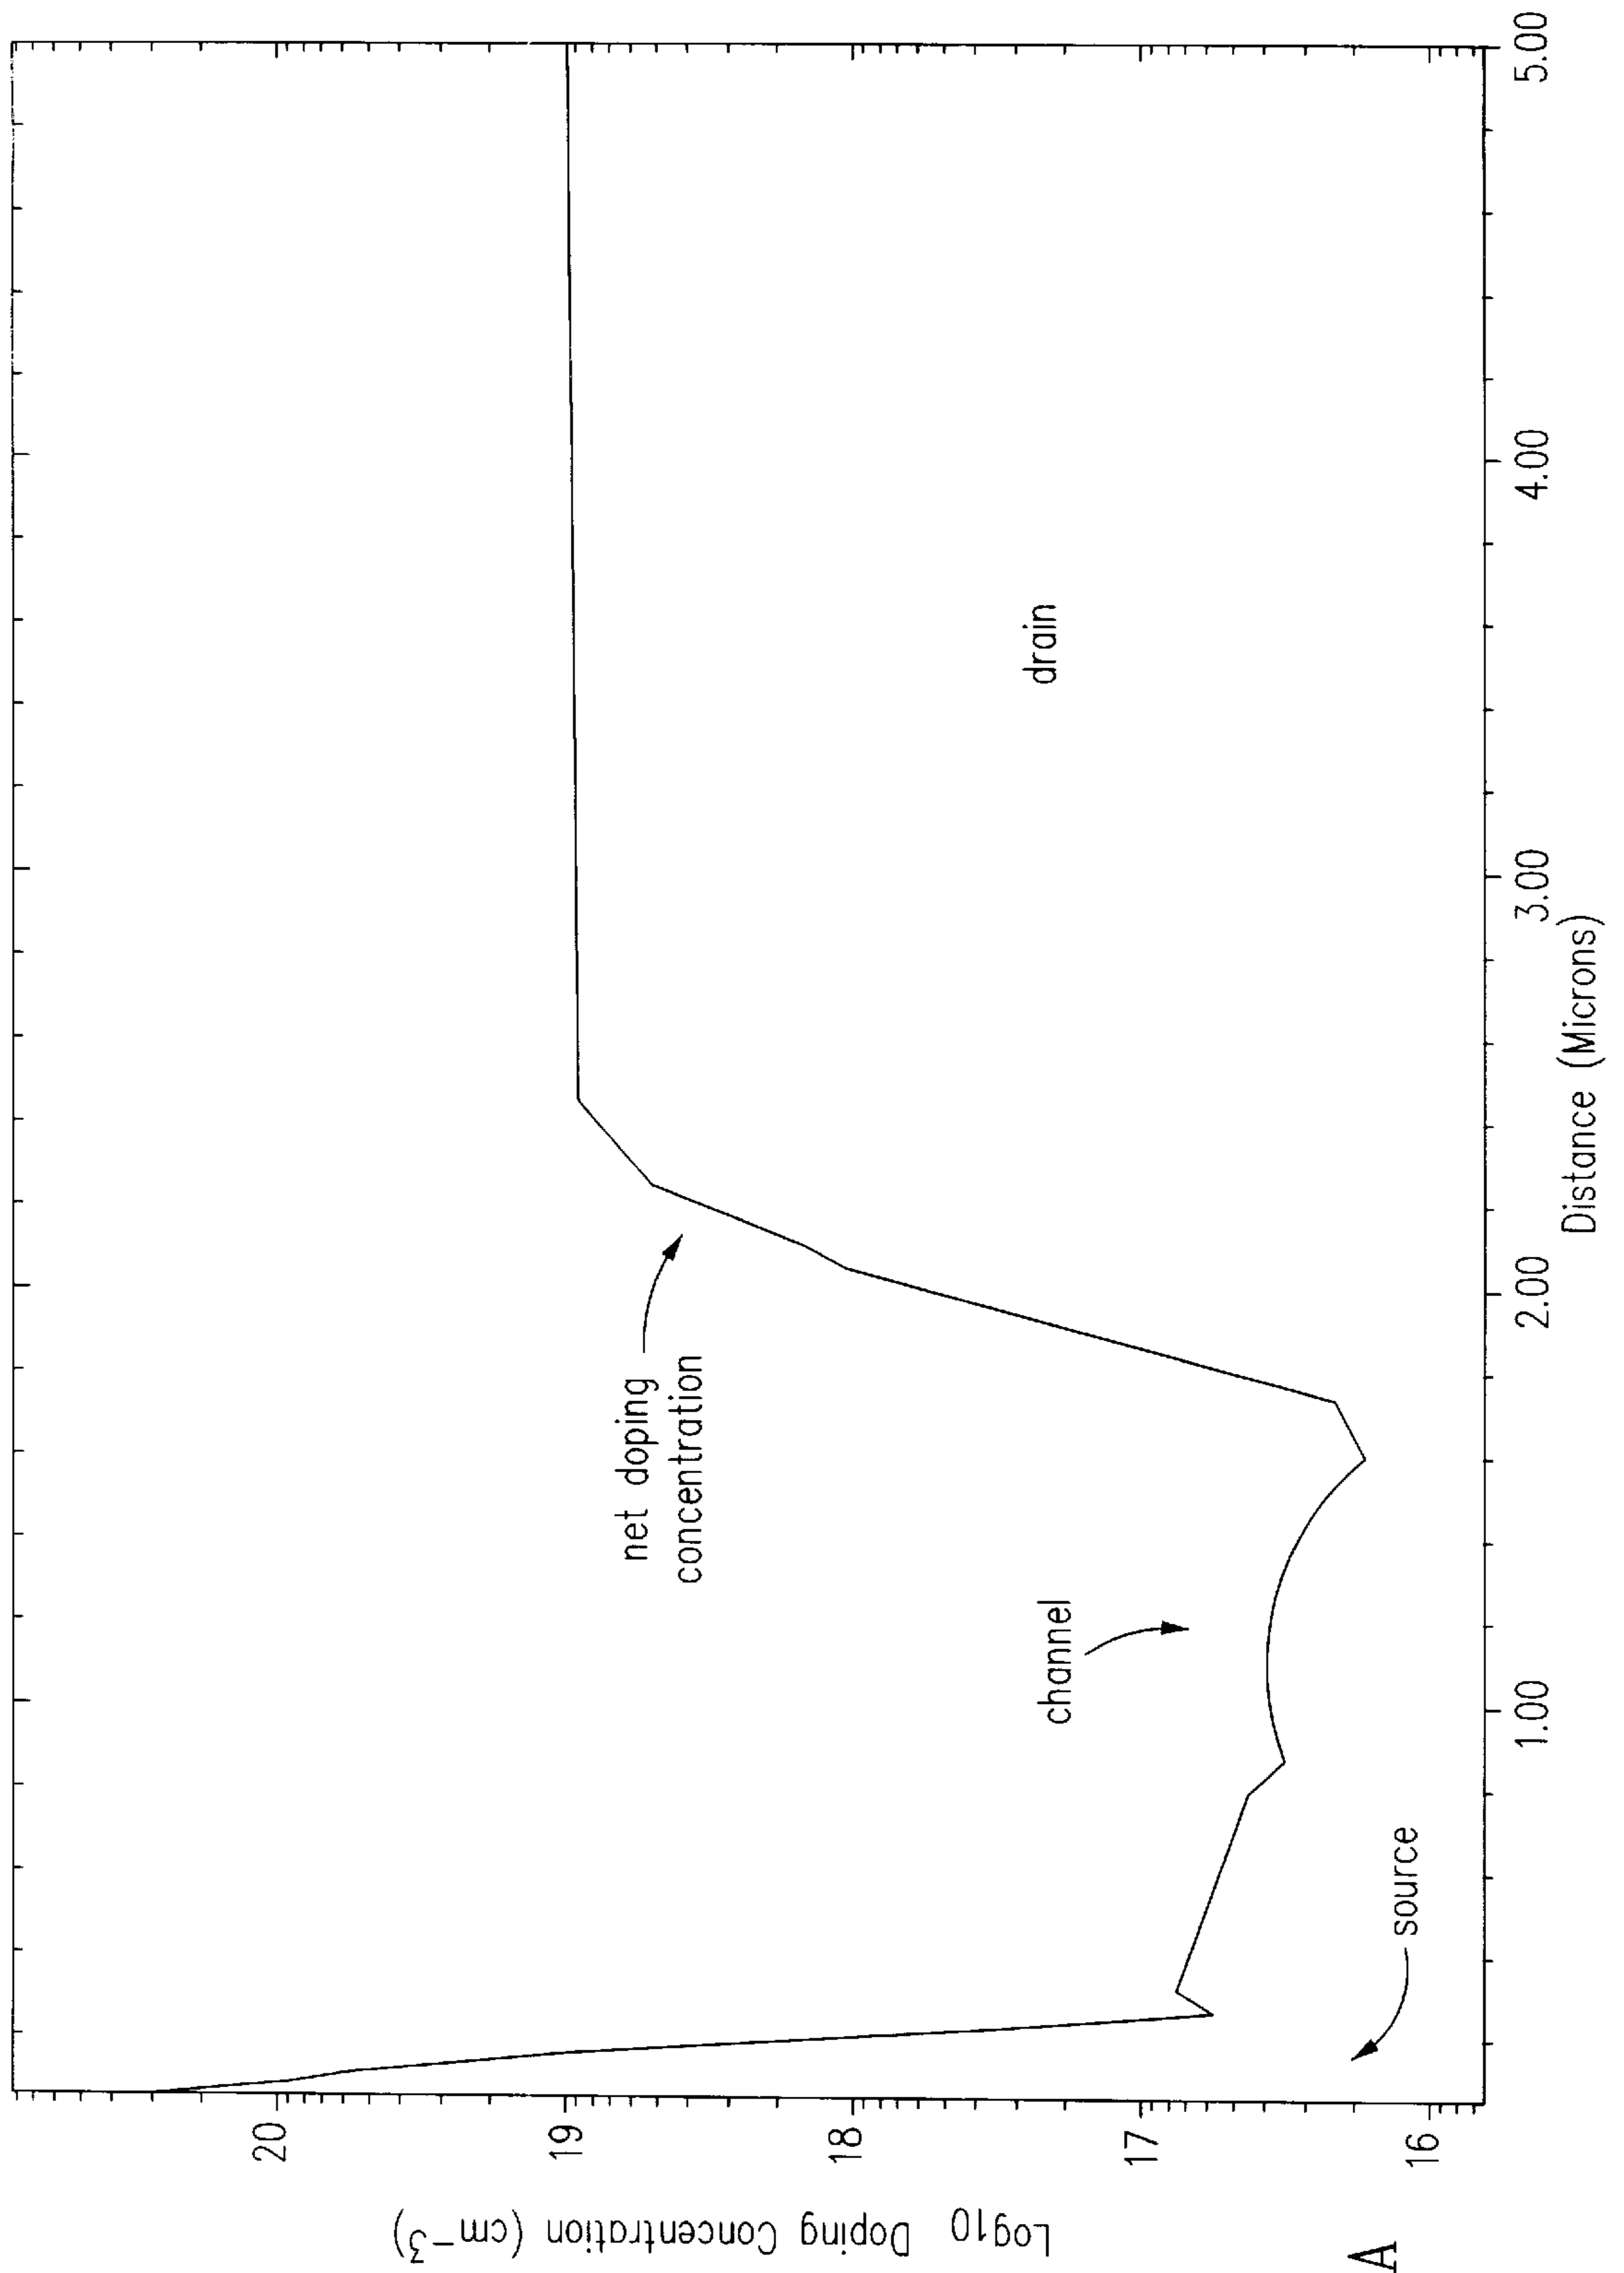 Log10 Doping Concentration (cm-3)
20
19
18
17
16
net doping
concentration
channel
source
drain
1.00
2.00
3.00
4.00
5.00
Distance (Microns)
A